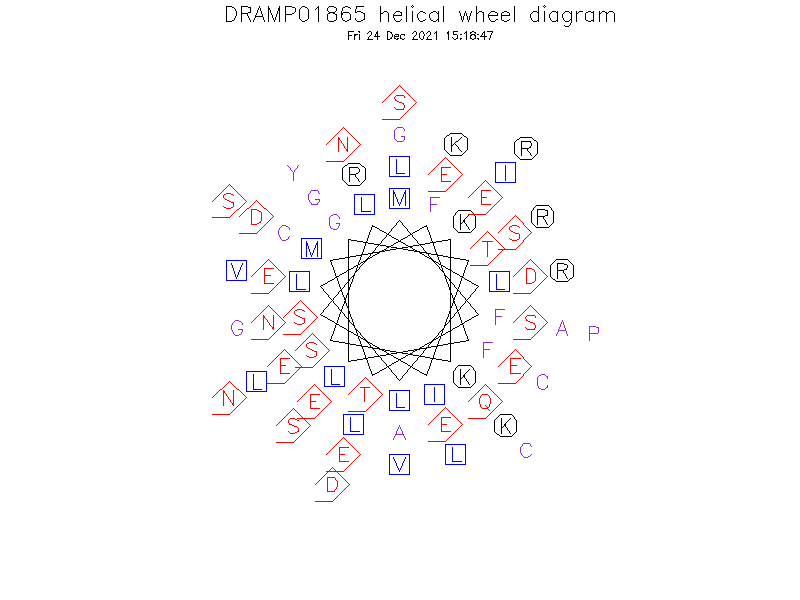 DRAMP01865 helical wheel diagram
Fri 24 Dec 2021 15:18:47
S
G
N K R
L
Y R E I
S G L M F E
D G K R
C S
M T
V E L L D R
G N S F S A P
S F
E E
L L K C
N E T L I Q
S L A E K
E V L C
D